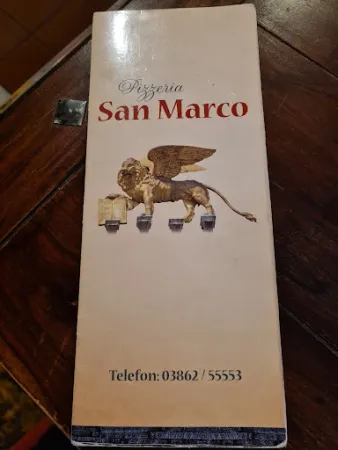 Pizzeria
San Marco
Telefon: 03862 / 55553